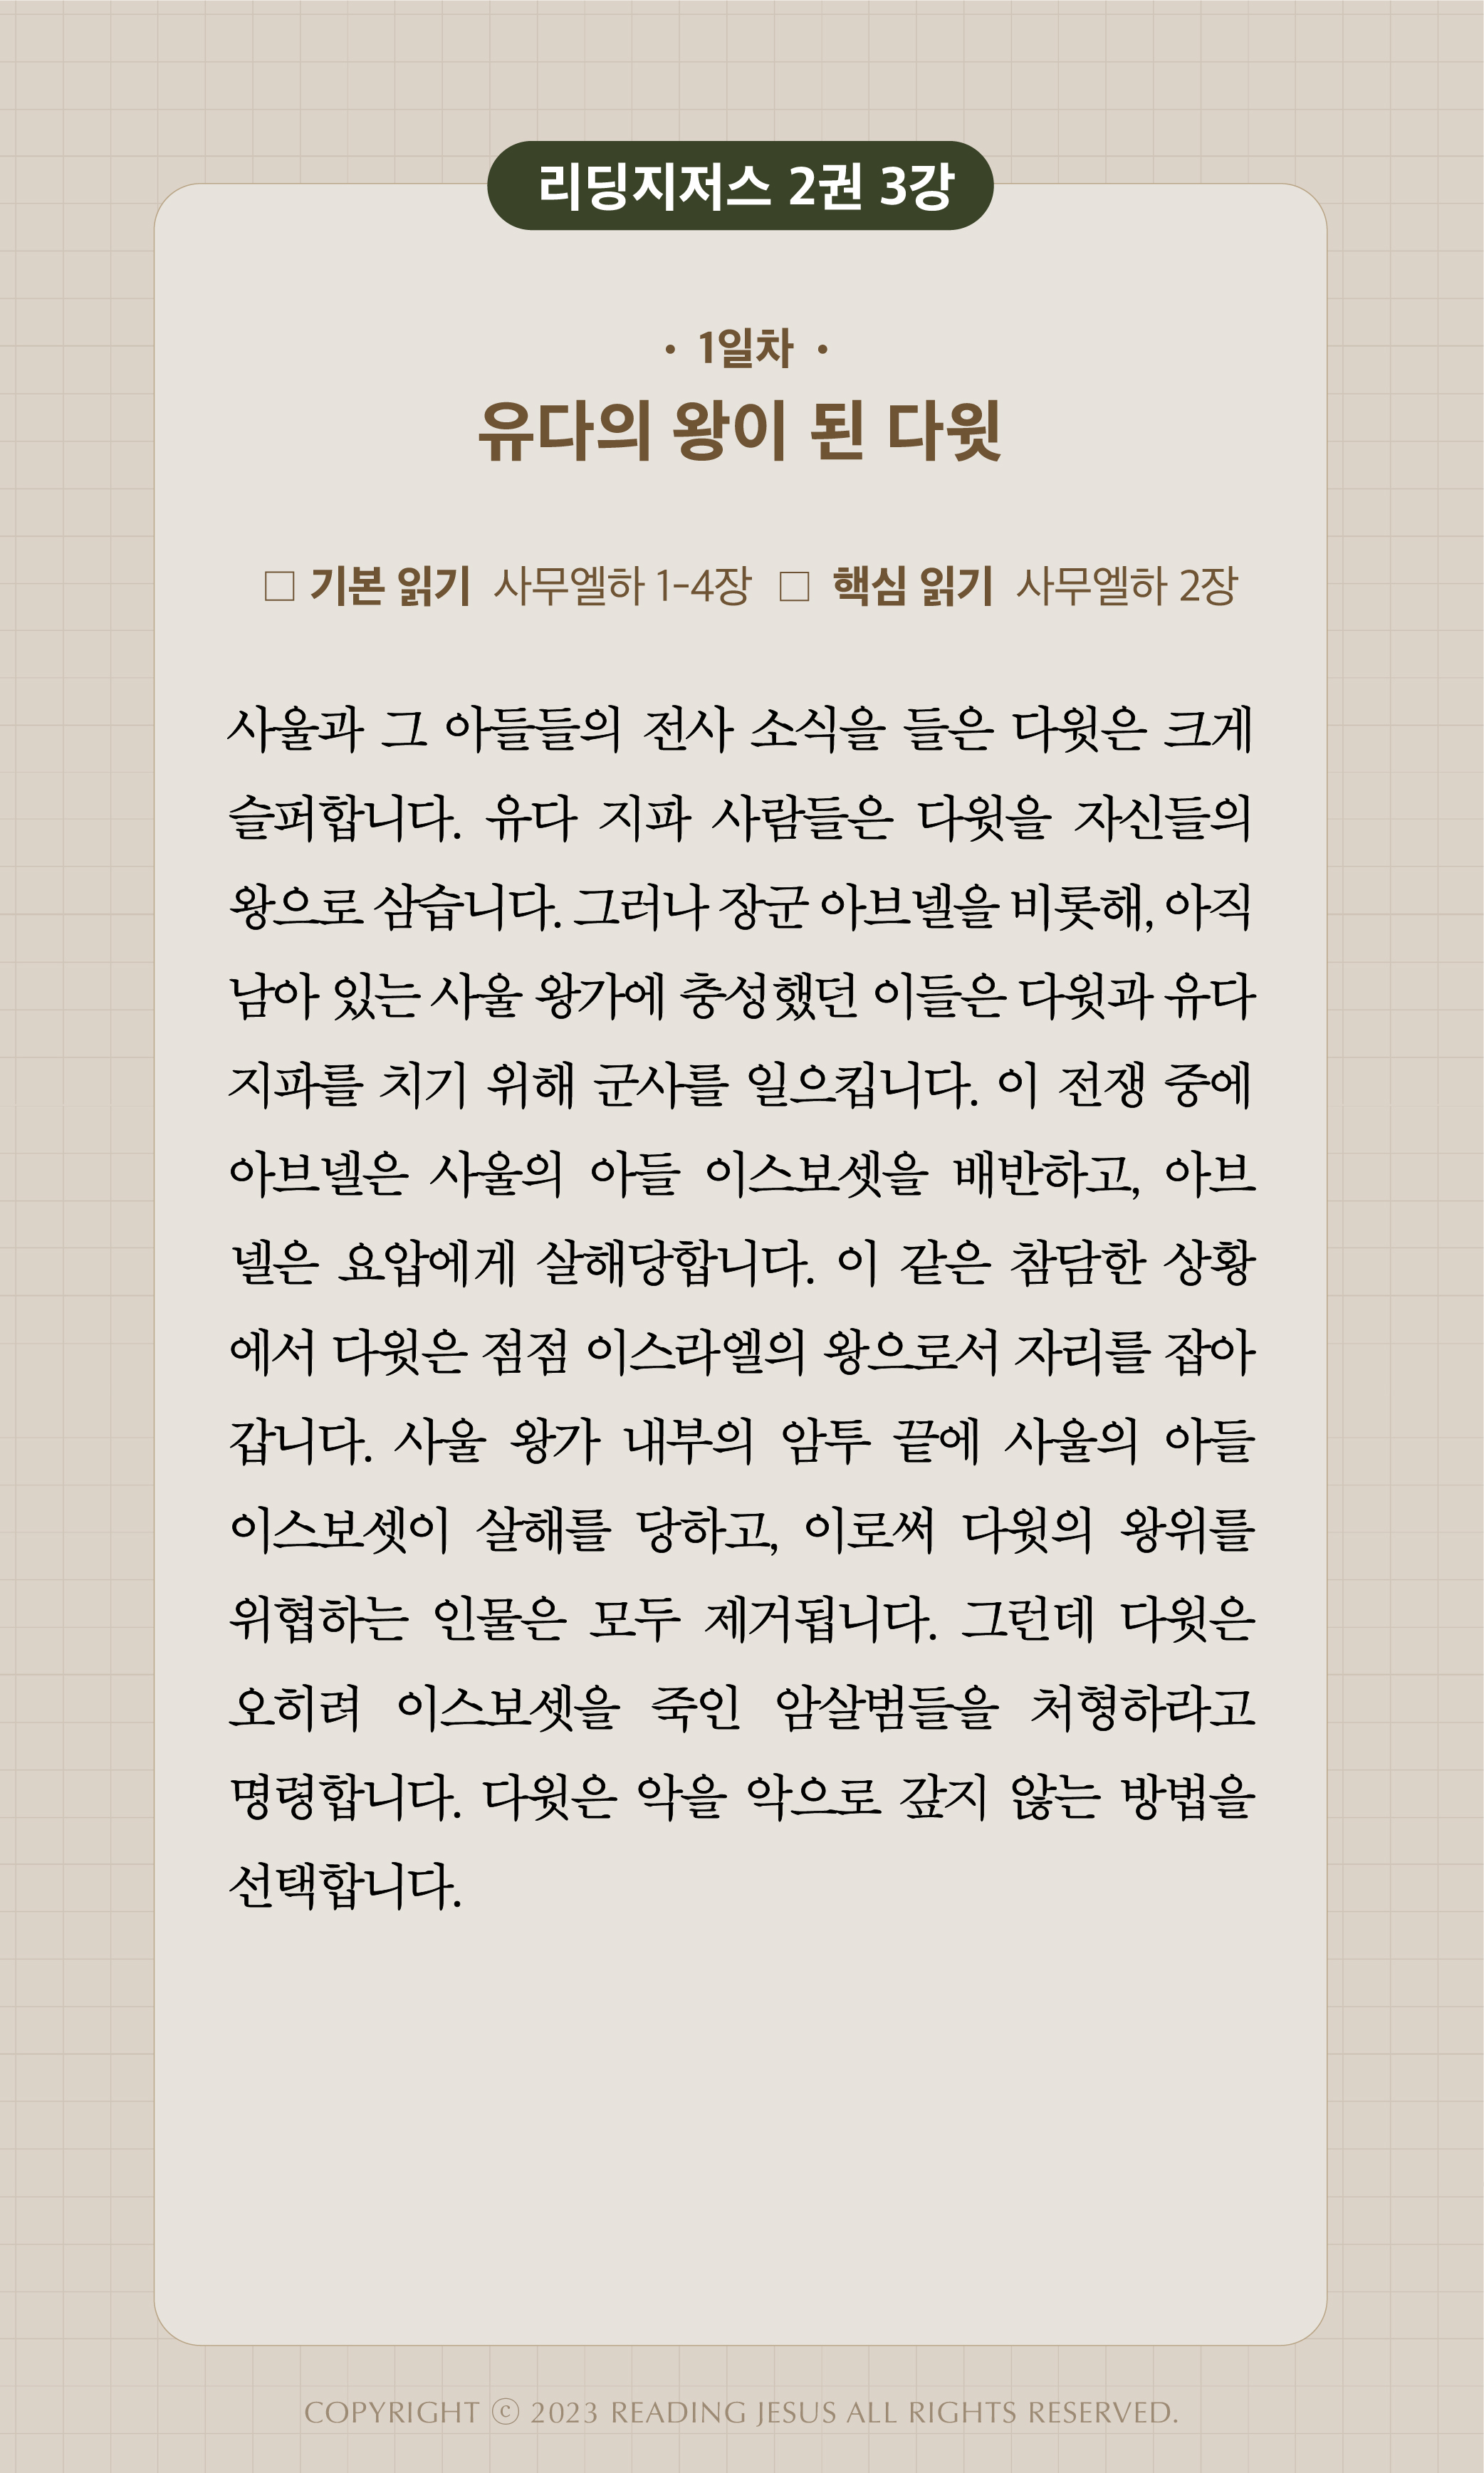 리딩지저스 2권 3강
· 1일차 ·
유다의 왕이 된 다윗
□ 기본 읽기 사무엘하 1-4장 □ 핵심 읽기 사무엘하 2장
사울과 그 아들들의 전사 소식을 들은 다윗은 크게
슬퍼합니다. 유다 지파 사람들은 다윗을 자신들의
왕으로 삼습니다. 그러나 장군 아브넬을 비롯해, 아직
남아 있는 사울 왕가에 충성했던 이들은 다윗과 유다
지파를 치기 위해 군사를 일으킵니다. 이 전쟁 중에
아브넬은 사울의 아들 이스보셋을 배반하고, 아브
넬은 요압에게 살해당합니다. 이 같은 참담한 상황
에서 다윗은 점점 이스라엘의 왕으로서 자리를 잡아
갑니다. 사울 왕가 내부의 암투 끝에 사울의 아들
이스보셋이 살해를 당하고, 이로써 다윗의 왕위를
위협하는 인물은 모두 제거됩니다. 그런데 다윗은
오히려 이스보셋을 죽인 암살범들을 처형하라고
명령합니다. 다윗은 악을 악으로 갚지 않는 방법을
선택합니다.
COPYRIGHT ⓒ 2023 READING JESUS ALL RIGHTS RESERVED.